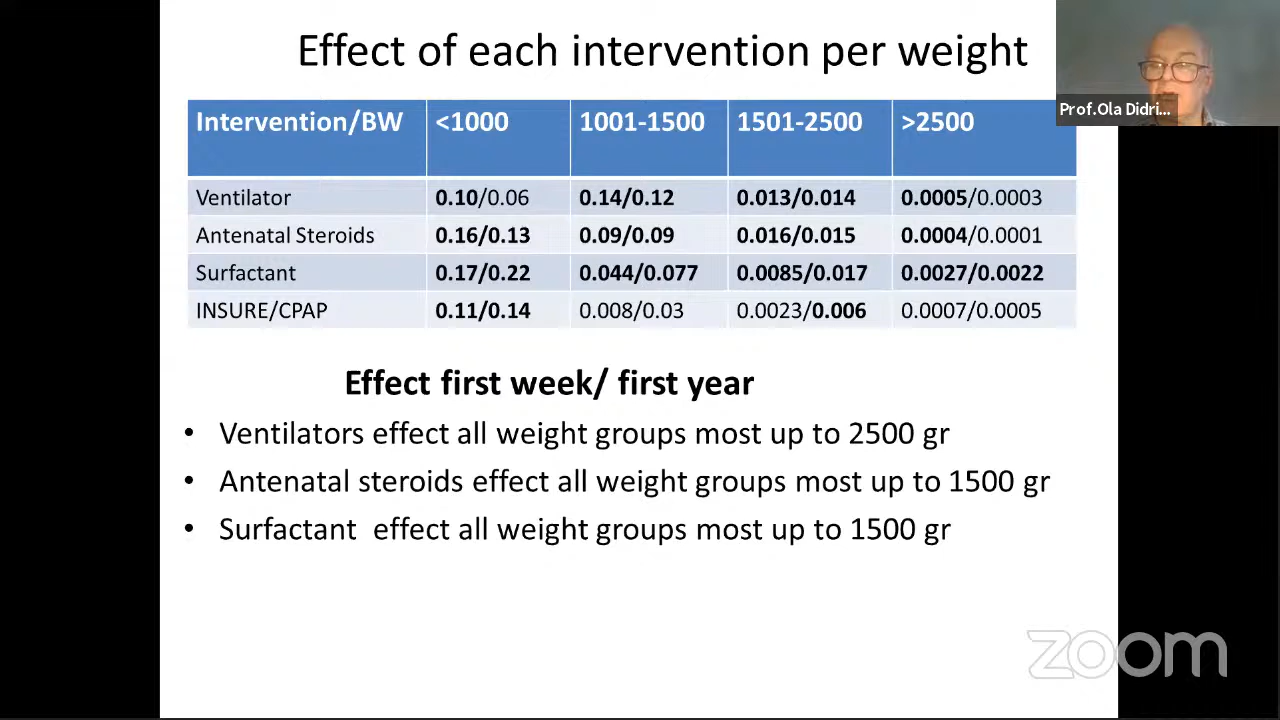 Effect of each intervention per weight
Prof.Ola Didri...
Intervention/BW <1000 1001-1500 1501-2500 >2500
Ventilator 0.10/0.06 0.14/0.12 0.013/0.014 0.0005/0.0003
Antenatal Steroids 0.16/0.13 0.09/0.09 0.016/0.015 0.0004/0.0001
Surfactant 0.17/0.22 0.044/0.077 0.0085/0.017 0.0027/0.0022
INSURE/CPAP 0.11/0.14 0.008/0.03 0.0023/0.006 0.0007/0.0005
Effect first week/ first year
• Ventilators effect all weight groups most up to 2500 gr
• Antenatal steroids effect all weight groups most up to 1500 gr
• Surfactant effect all weight groups most up to 1500 gr
zoom